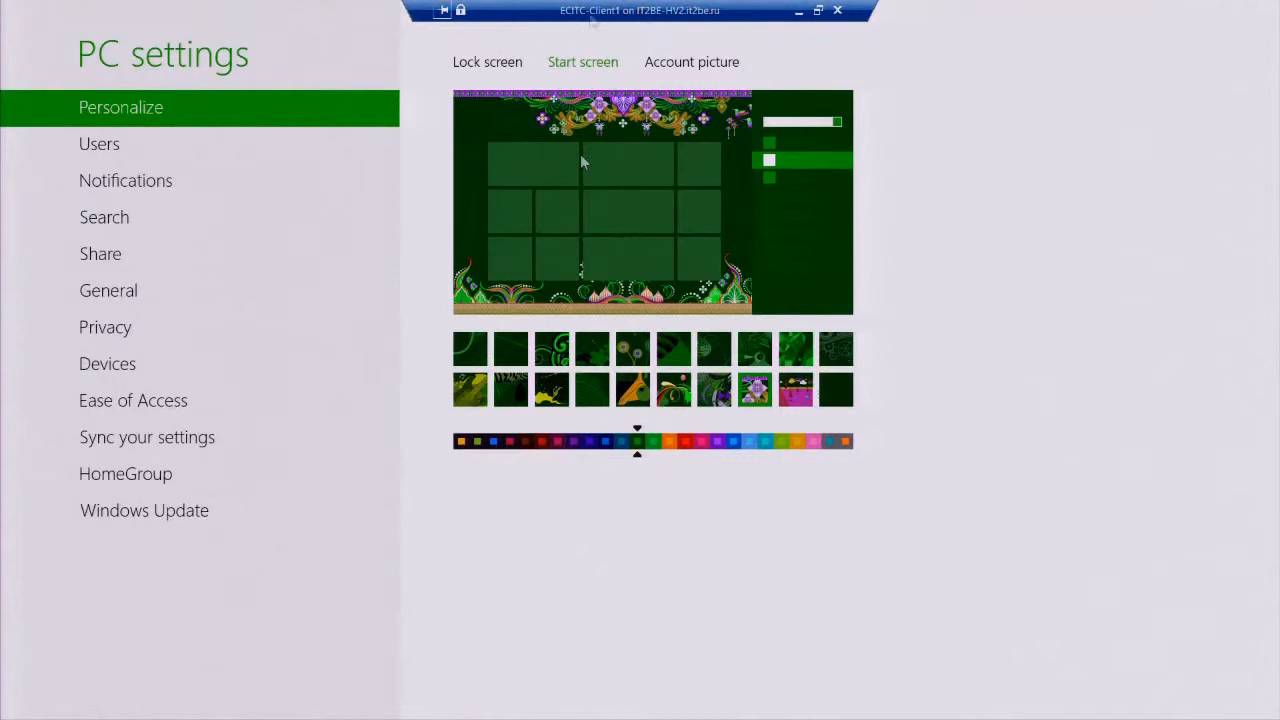 ECITC-Client1 on IT2BE-HV2.it2be.ru
PC settings
Personalize
Users
Notifications
Search
Share
General
Privacy
Devices
Ease of Access
Sync your settings
HomeGroup
Windows Update
Lock screen Start screen Account picture